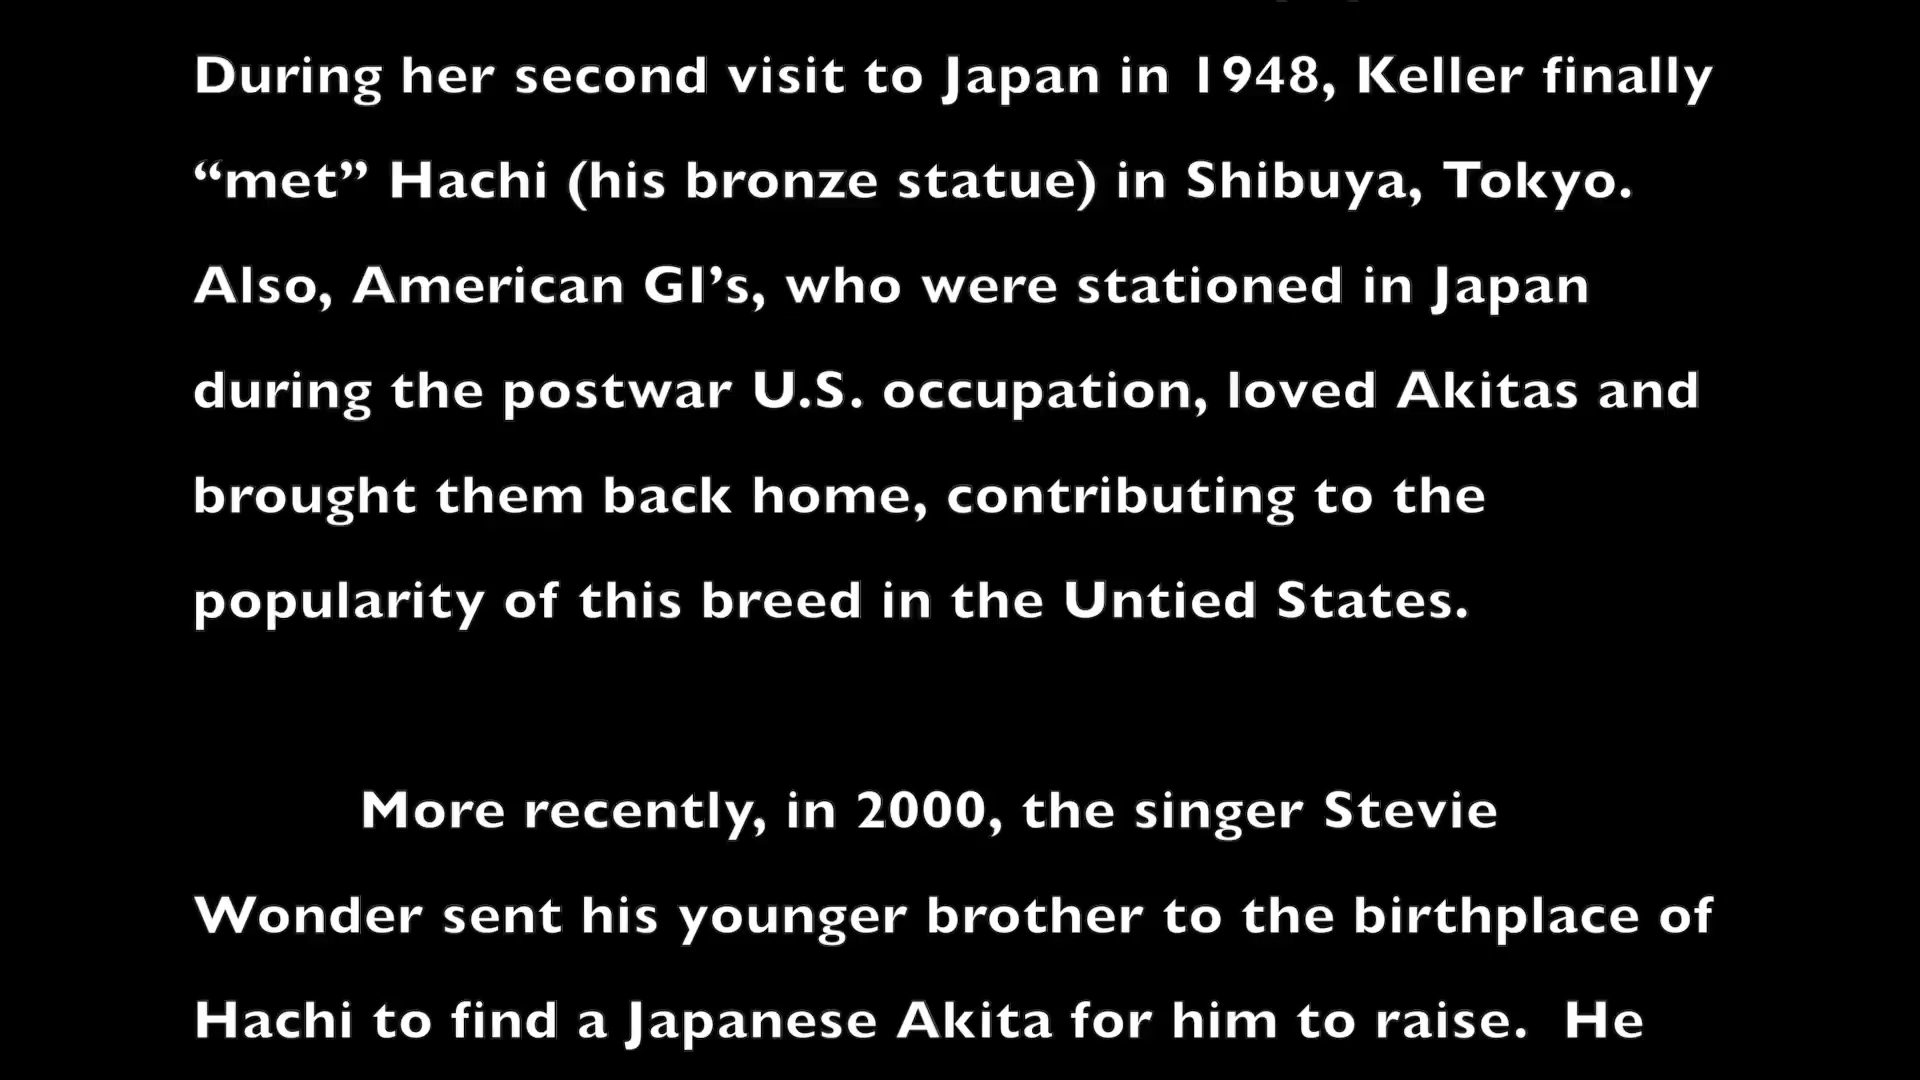 During her second visit to Japan in 1948, Keller finally
“met” Hachi (his bronze statue) in Shibuya, Tokyo.
Also, American GI’s, who were stationed in Japan
during the postwar U.S. occupation, loved Akitas and
brought them back home, contributing to the
popularity of this breed in the Untied States.
More recently, in 2000, the singer Stevie
Wonder sent his younger brother to the birthplace of
Hachi to find a Japanese Akita for him to raise.  He